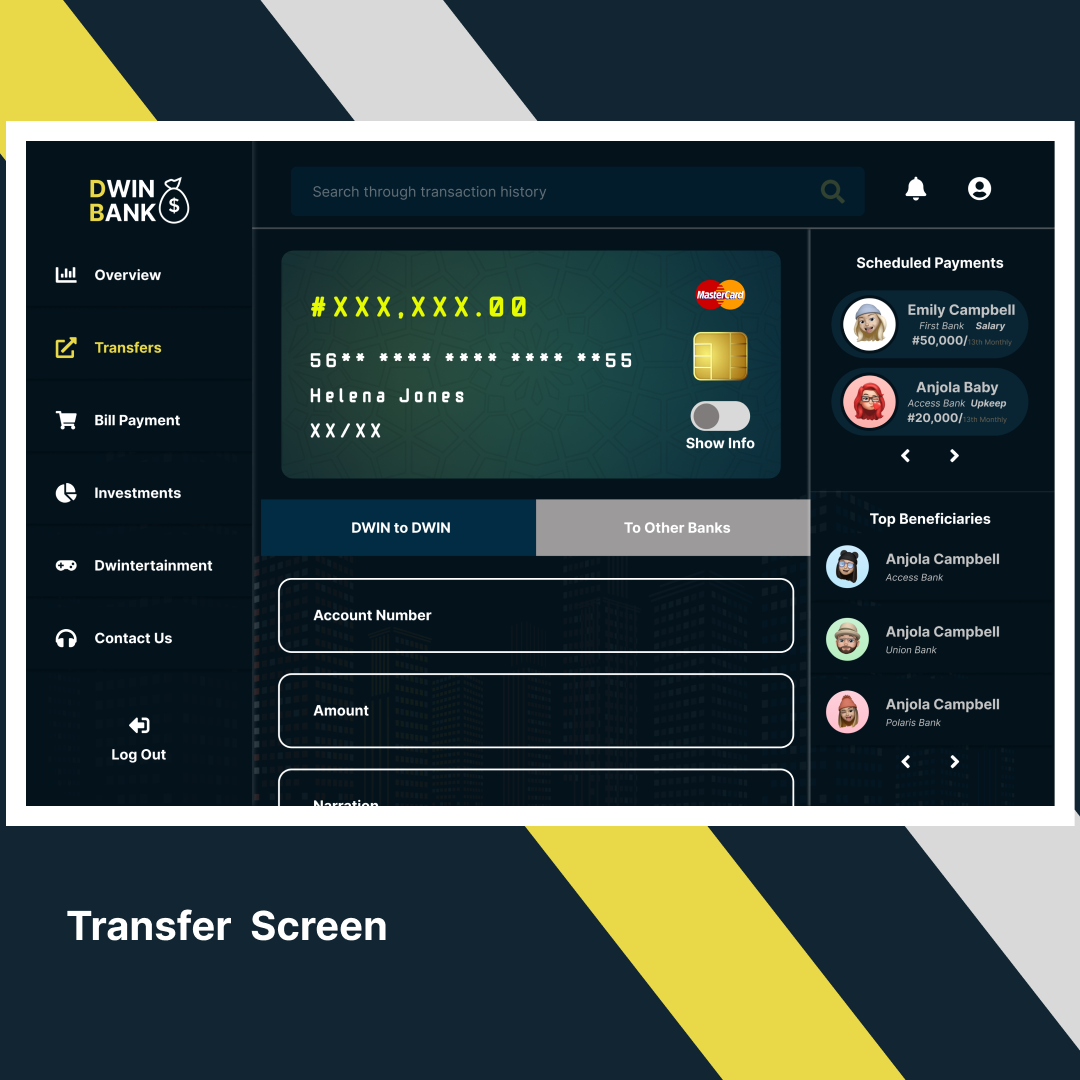 DWIN
BANK
$
Search through transaction history
Overview
Transfers
Bill Payment
Investments
Dwintertainment
Contact Us
Log Out
#XXX,XXX.00
56** **** **** **** **55
Helena Jones
XX/XX
MasterCard
Show Info
DWIN to DWIN
To Other Banks
Account Number
Amount
Narration
Scheduled Payments
Emily Campbell
First Bank Salary
#50,000/13th Monthly
Anjola Baby
Access Bank Upkeep
#20,000/13th Monthly
Top Beneficiaries
Anjola Campbell
Access Bank
Anjola Campbell
Union Bank
Anjola Campbell
Polaris Bank
Transfer Screen